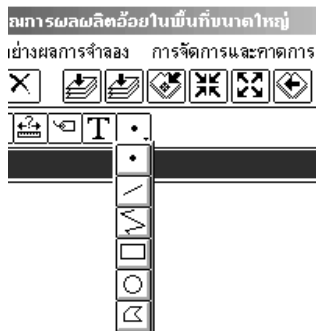 ณการผลผลิตอ้อยในพื้นที่ขนาดใหญ่
ย่างผลการจำลอง การจัดการและคาดการ
T